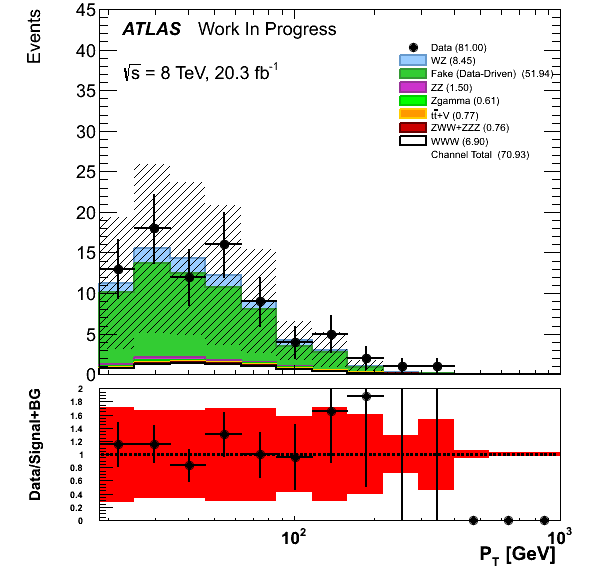 Events
45
40
35
30
25
20
15
10
5
0
ATLAS Work In Progress
√s = 8 TeV, 20.3 fb⁻¹
Data (81.00)
WZ (8.45)
Fake (Data-Driven) (51.94)
ZZ (1.50)
Zgamma (0.61)
tt̄+V (0.77)
ZWW+ZZZ (0.76)
WWW (6.90)
Channel Total (70.93)
Data/Signal+BG
2
1.8
1.6
1.4
1.2
1
0.8
0.6
0.4
0.2
0
10² 10³
P_T [GeV]